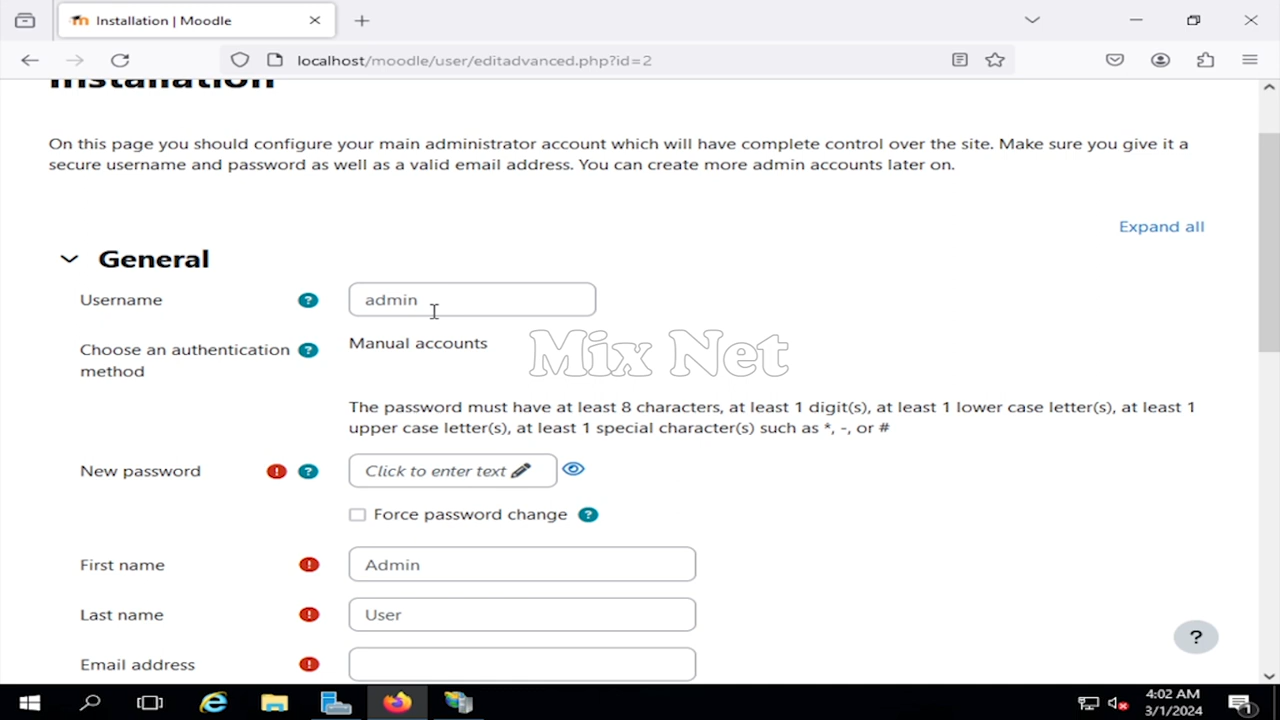 Installation | Moodle
localhost/moodle/user/editadvanced.php?id=2
Installation
On this page you should configure your main administrator account which will have complete control over the site. Make sure you give it a
secure username and password as well as a valid email address. You can create more admin accounts later on.
Expand all
General
Username ? admin
Choose an authentication ? Manual accounts
method
Mix Net
The password must have at least 8 characters, at least 1 digit(s), at least 1 lower case letter(s), at least 1
upper case letter(s), at least 1 special character(s) such as *, -, or #
New password ! ? Click to enter text
Force password change ?
First name ! Admin
Last name ! User
Email address !
?
4:02 AM
3/1/2024
1